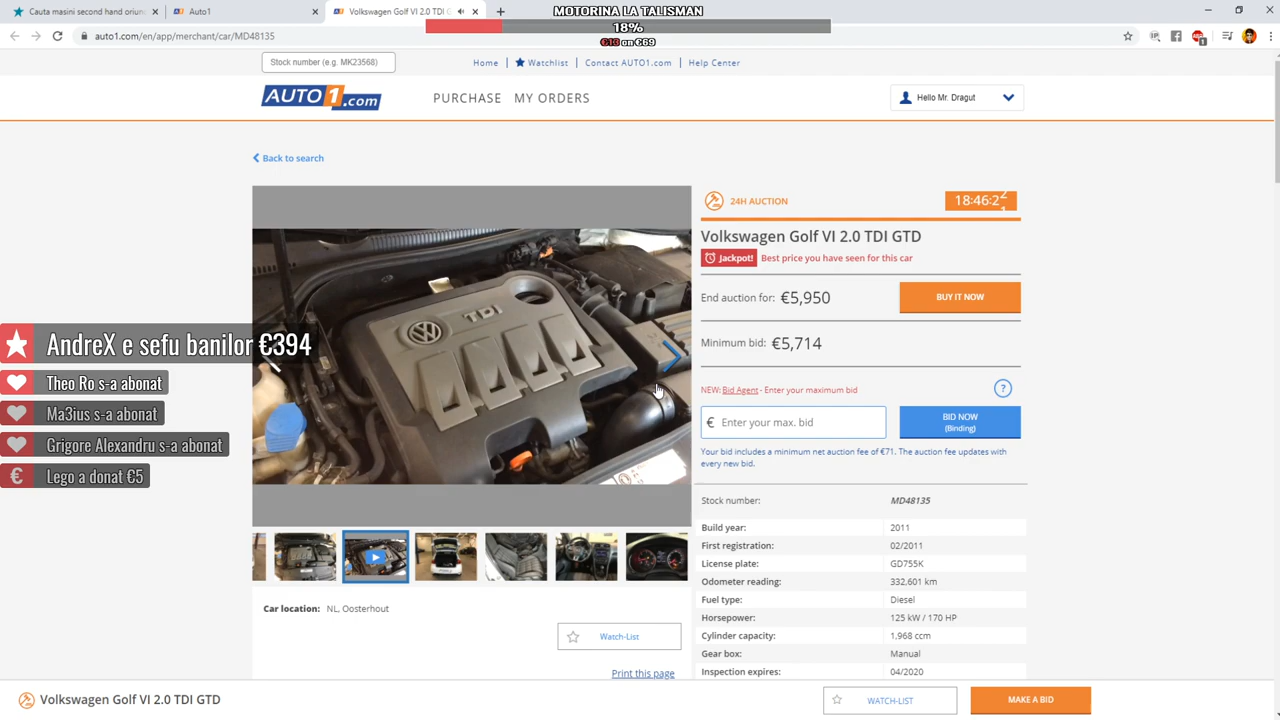 Cauta masini second hand oriun
Auto1
Volkswagen Golf VI 2.0 TDI G
MOTORINA LA TALISMAN
18%
€13 on €69
auto1.com/en/app/merchant/car/MD48135
Stock number (e.g. MK23568)
Home
Watchlist
Contact AUTO1.com
Help Center
AUTO1.com
PURCHASE
MY ORDERS
Hello Mr. Dragut
Back to search
24H AUCTION
Volkswagen Golf VI 2.0 TDI GTD
Jackpot! Best price you have seen for this car
End auction for: €5,950
BUY IT NOW
Minimum bid: €5,714
NEW: Bid Agent - Enter your maximum bid
?
€ Enter your max. bid
BID NOW
(Binding)
Your bid includes a minimum net auction fee of €71. The auction fee updates with
every new bid.
Stock number: MD48135
Build year: 2011
First registration: 02/2011
License plate: GD755K
Odometer reading: 332,601 km
Fuel type: Diesel
Horsepower: 125 kW / 170 HP
Cylinder capacity: 1,968 ccm
Gear box: Manual
Inspection expires: 04/2020
TDI
AndreX e sefu banilor €394
Theo Ro s-a abonat
Ma3ius s-a abonat
Grigore Alexandru s-a abonat
€ Lego a donat €5
Car location: NL, Oosterhout
Watch-List
Print this page
Volkswagen Golf VI 2.0 TDI GTD
WATCH-LIST
MAKE A BID